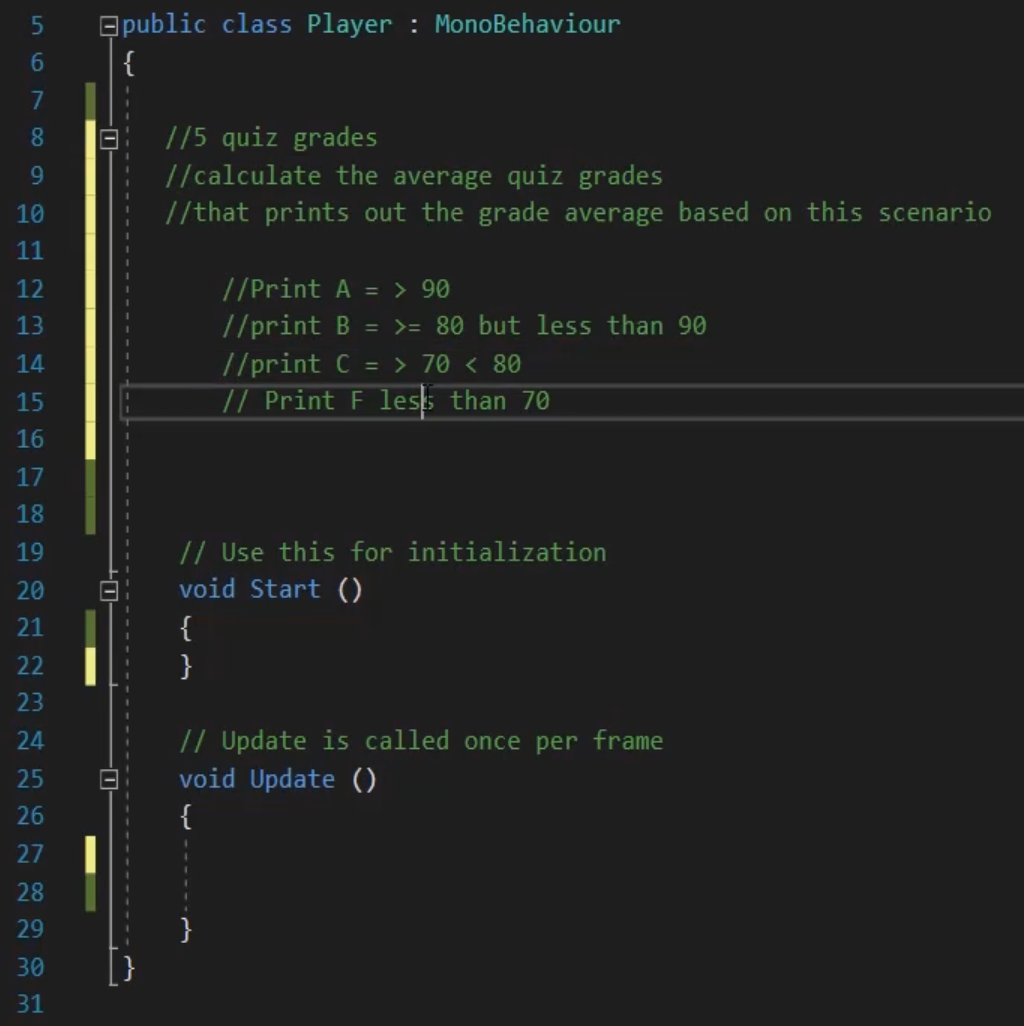 5 public class Player : MonoBehaviour
6 {
7
8 //5 quiz grades
9 //calculate the average quiz grades
10 //that prints out the grade average based on this scenario
11
12 //Print A = > 90
13 //print B = >= 80 but less than 90
14 //print C = > 70 < 80
15 // Print F less than 70
16
17
18
19 // Use this for initialization
20 void Start ()
21 {
22 }
23
24 // Update is called once per frame
25 void Update ()
26 {
27
28
29 }
30 }
31